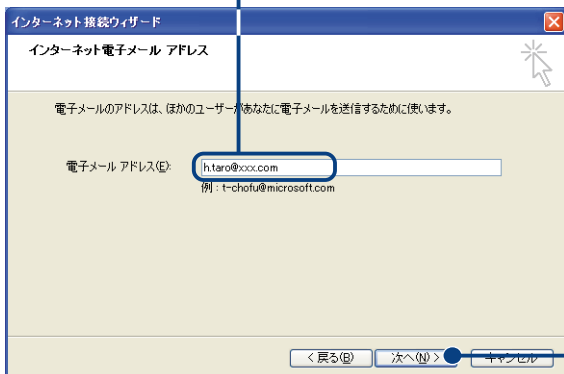 インターネット接続ウィザード
インターネット電子メール アドレス
電子メールのアドレスは、ほかのユーザーがあなたに電子メールを送信するために使います。
電子メール アドレス(E):
h.taro@xxx.com
例 : t-chofu@microsoft.com
< 戻る(B) 次へ(N) > キャンセル